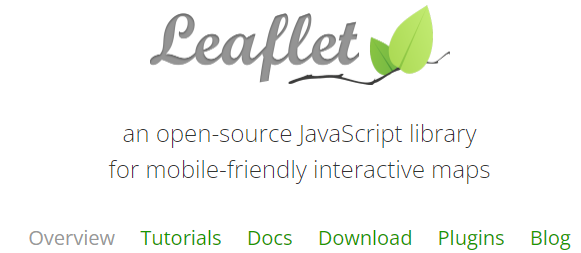 Leaflet
an open-source JavaScript library
for mobile-friendly interactive maps
Overview Tutorials Docs Download Plugins Blog